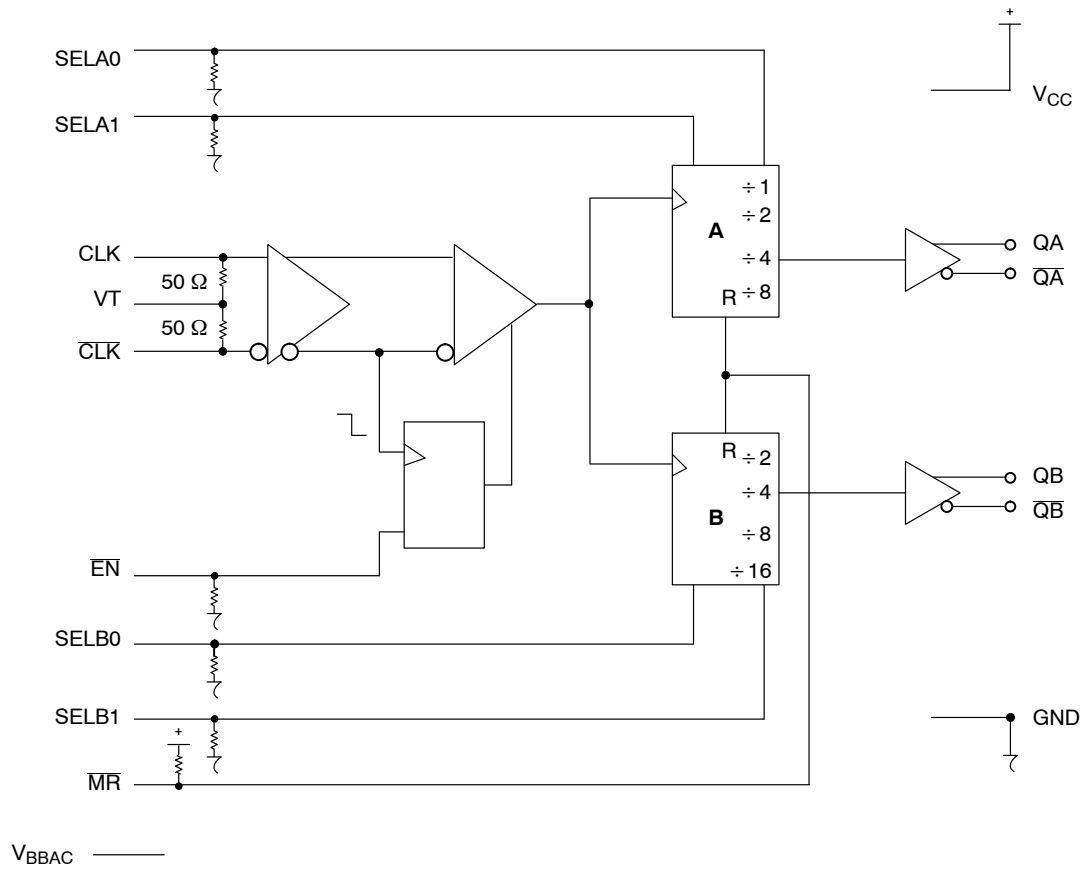 +
SELA0
VCC
SELA1
÷1
÷2
A
CLK
÷4
QA
50 Ω
QA
VT
R ÷8
50 Ω
CLK
R ÷2
÷4
QB
B
QB
÷8
÷16
EN
SELB0
SELB1
GND
+
MR
VBBAC